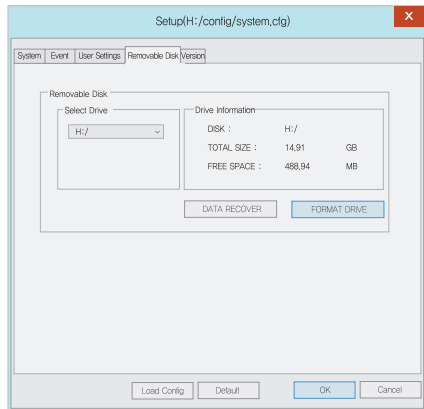 Setup(H:/config/system,cfg)
X
System Event User Settings Removable Disk Version
Removable Disk
Select Drive
H:/
Drive Information
DISK : H:/
TOTAL SIZE : 14.91 GB
FREE SPACE : 488.94 MB
DATA RECOVER FORMAT DRIVE
Load Config Default OK Cancel